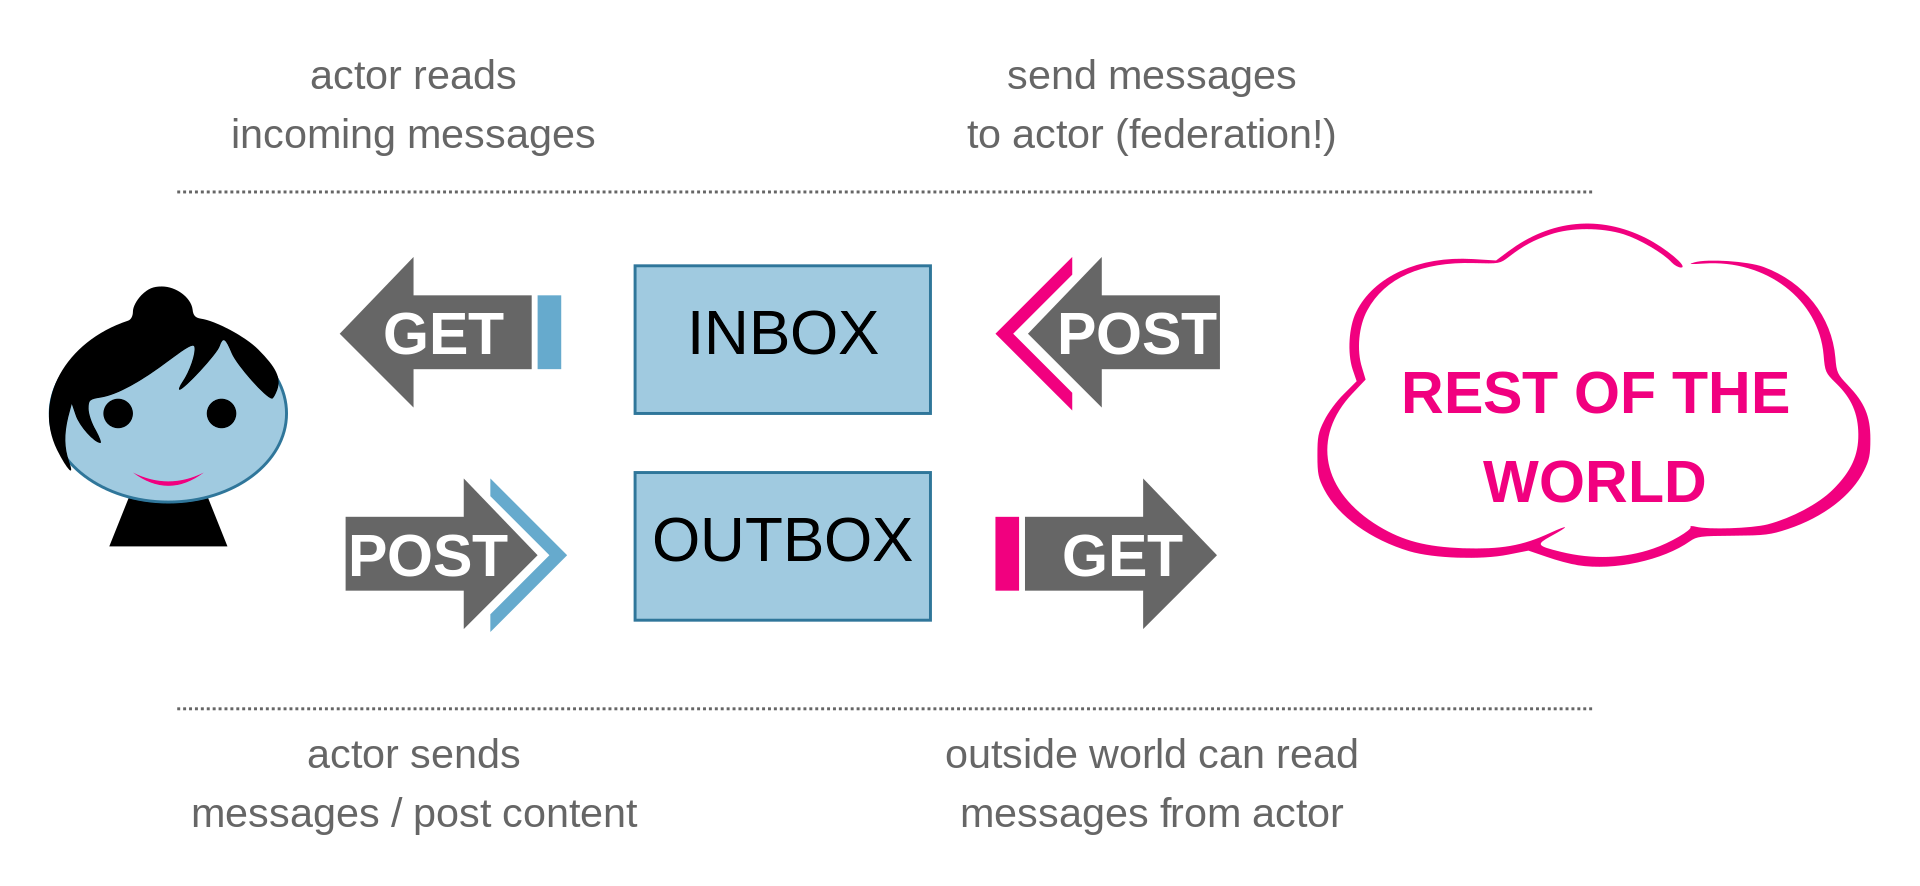 actor reads
incoming messages
send messages
to actor (federation!)
GET
INBOX
POST
REST OF THE
WORLD
POST
OUTBOX
GET
actor sends
messages / post content
outside world can read
messages from actor